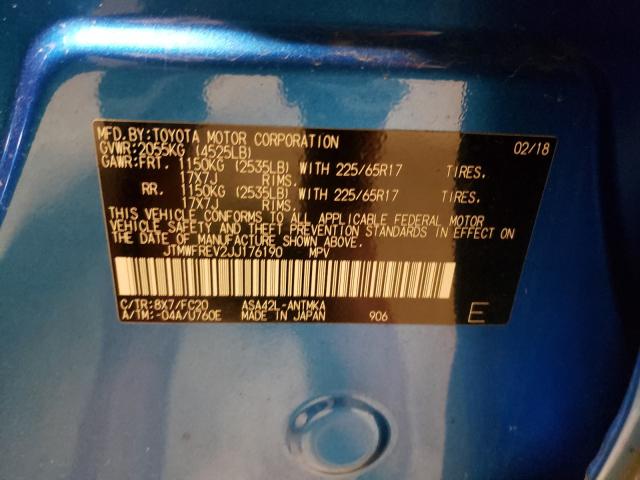 MFD.BY:TOYOTA MOTOR CORPORATION 02/18
GVWR:2055KG (4525LB)
GAWR:FRT. 1150KG (2535LB) WITH 225/65R17 TIRES.
17X7J RIMS.
RR. 1150KG (2535LB) WITH 225/65R17 TIRES.
17X7J RIMS.
THIS VEHICLE CONFORMS TO ALL APPLICABLE FEDERAL MOTOR
VEHICLE SAFETY AND THEFT PREVENTION STANDARDS IN EFFECT ON
THE DATE OF MANUFACTURE SHOWN ABOVE.
JTMWFREV2JJ176190 MPV
C/TR:8X7/FC20 ASA42L-ANTMKA
A/TM:-04A/U760E MADE IN JAPAN 906 E